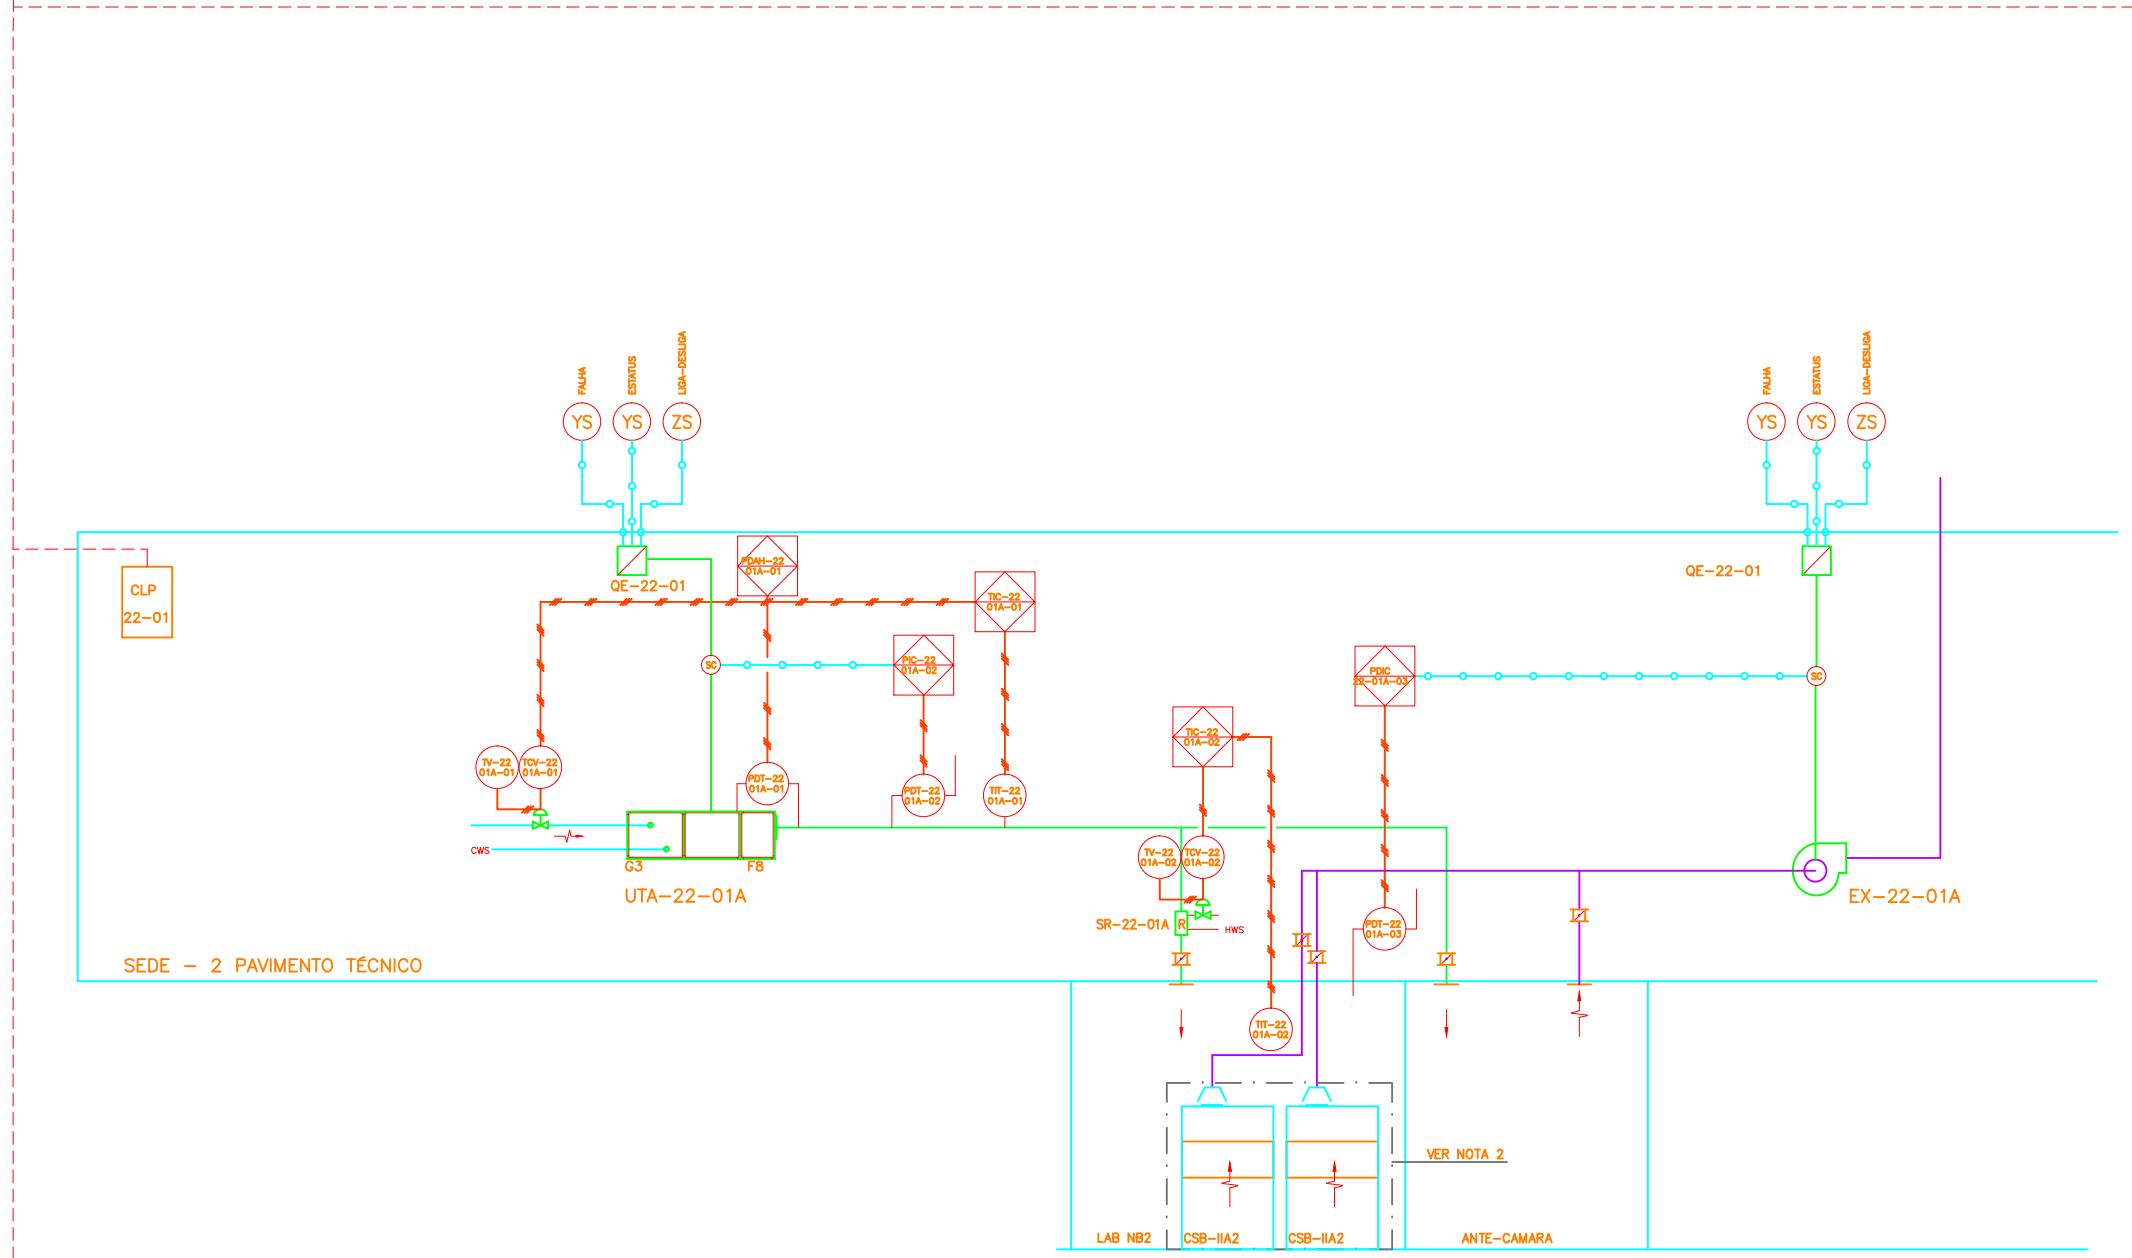 FALHA
ESTATUS
LIGA-DESLIGA
FALHA
ESTATUS
LIGA-DESLIGA
YS
YS
ZS
YS
YS
ZS
CLP
22-01
QE-22-01
PDAH-22
01A-01
TIC-22
01A-01
QE-22-01
SC
PIC-22
01A-02
PDIC
22-01A-03
SC
TIC-22
01A-02
TV-22
01A-01
TCV-22
01A-01
PDT-22
01A-01
PDT-22
01A-02
TIT-22
01A-01
CWS
G3
F8
UTA-22-01A
TV-22
01A-02
TCV-22
01A-02
SR-22-01A
R
HWS
PDT-22
01A-03
EX-22-01A
SEDE - 2 PAVIMENTO TÉCNICO
TIT-22
01A-02
VER NOTA 2
LAB NB2
CSB-IIA2
CSB-IIA2
ANTE-CAMARA